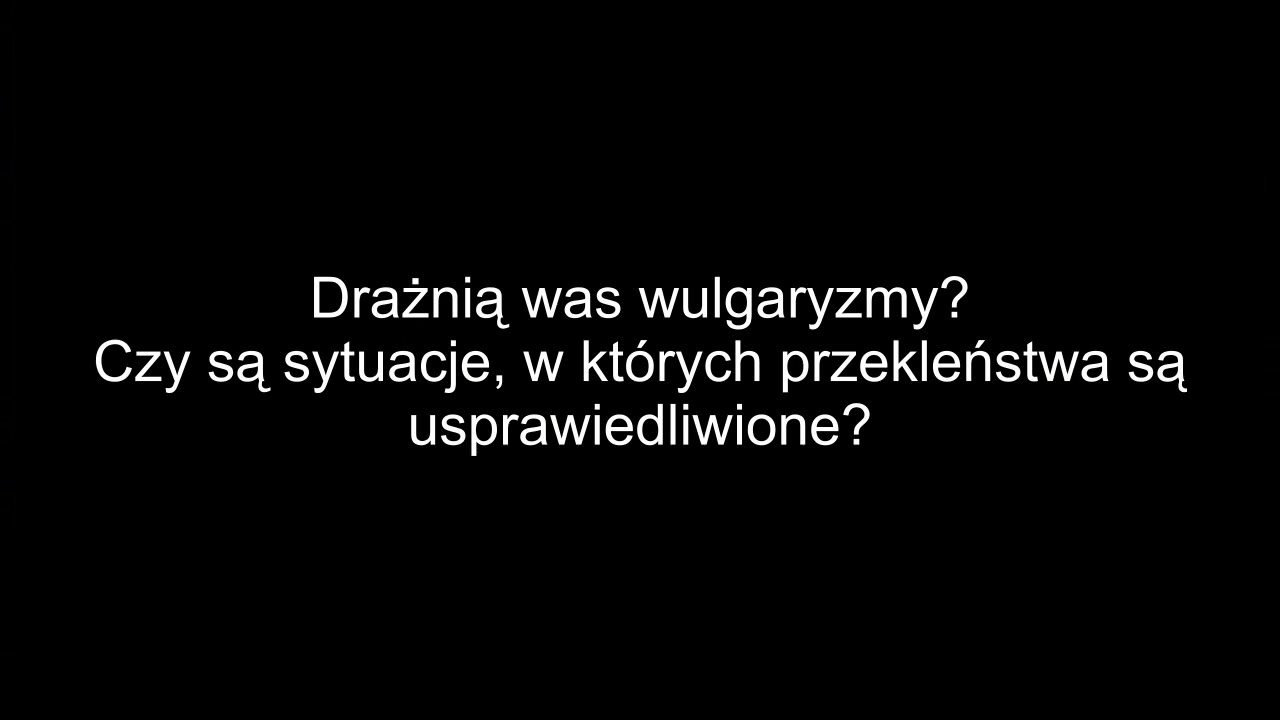 Drażnią was wulgaryzmy?
Czy są sytuacje, w których przekleństwa są
usprawiedliwione?